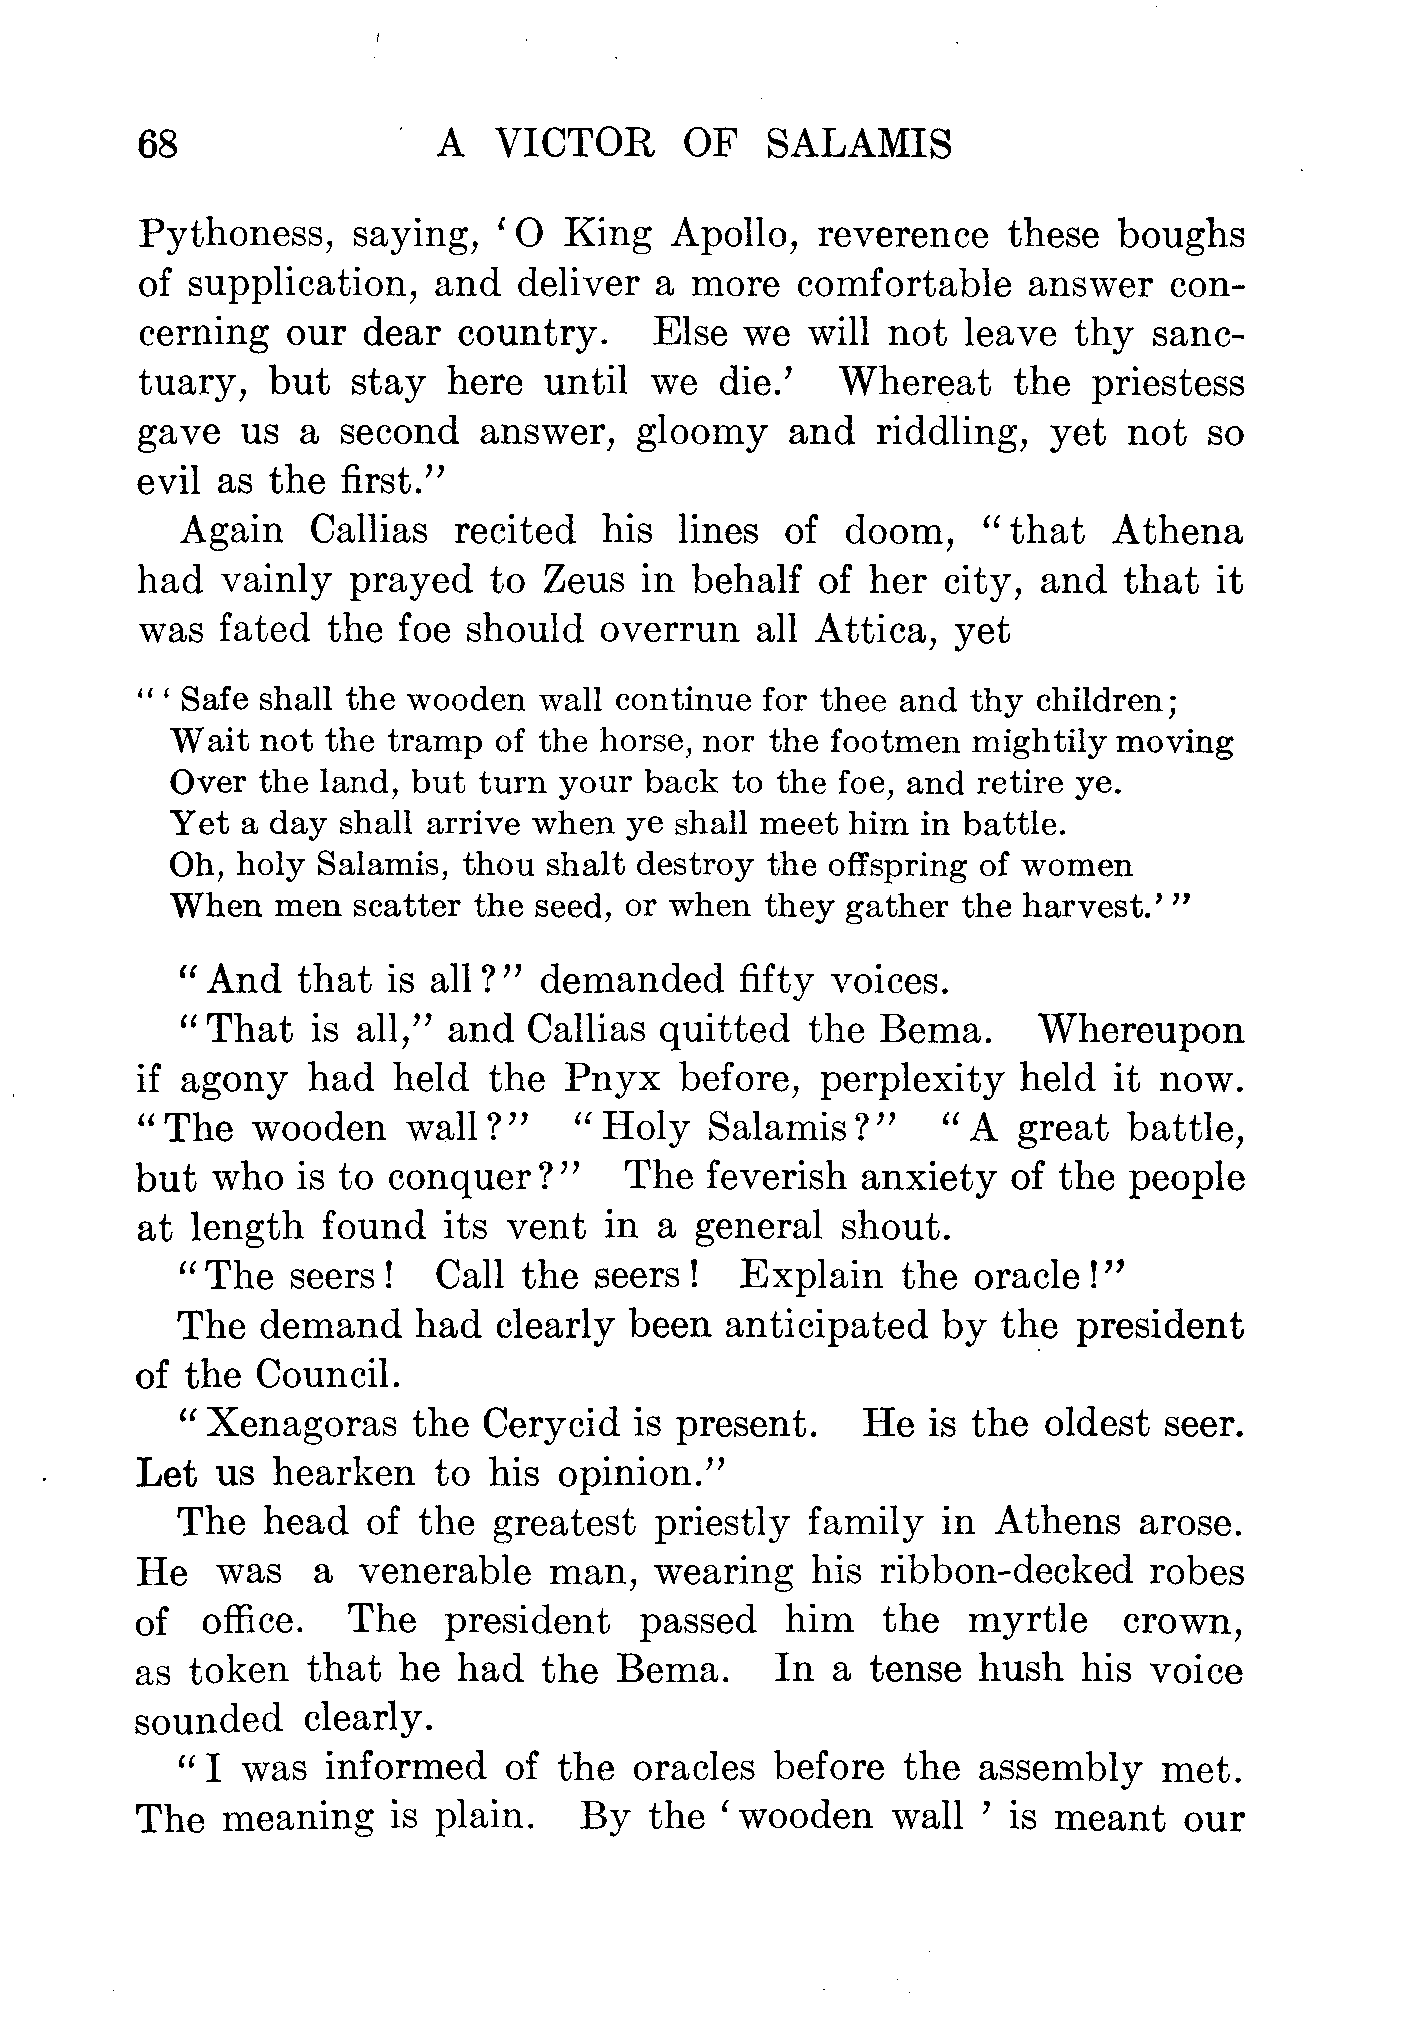 68 A VICTOR OF SALAMIS
Pythoness, saying, ‘O King Apollo, reverence these boughs
of supplication, and deliver a more comfortable answer con-
cerning our dear country. Else we will not leave thy sanc-
tuary, but stay here until we die.’ Whereat the priestess
gave us a second answer, gloomy and riddling, yet not so
evil as the first.”
Again Callias recited his lines of doom, “that Athena
had vainly prayed to Zeus in behalf of her city, and that it
was fated the foe should overrun all Attica, yet
“‘Safe shall the wooden wall continue for thee and thy children;
Wait not the tramp of the horse, nor the footmen mightily moving
Over the land, but turn your back to the foe, and retire ye.
Yet a day shall arrive when ye shall meet him in battle.
Oh, holy Salamis, thou shalt destroy the offspring of women
When men scatter the seed, or when they gather the harvest.’”
“And that is all?” demanded fifty voices.
“That is all,” and Callias quitted the Bema. Whereupon
if agony had held the Pnyx before, perplexity held it now.
“The wooden wall?” “Holy Salamis?” “A great battle,
but who is to conquer?” The feverish anxiety of the people
at length found its vent in a general shout.
“The seers! Call the seers! Explain the oracle!”
The demand had clearly been anticipated by the president
of the Council.
“Xenagoras the Cerycid is present. He is the oldest seer.
Let us hearken to his opinion.”
The head of the greatest priestly family in Athens arose.
He was a venerable man, wearing his ribbon-decked robes
of office. The president passed him the myrtle crown,
as token that he had the Bema. In a tense hush his voice
sounded clearly.
“I was informed of the oracles before the assembly met.
The meaning is plain. By the ‘wooden wall’ is meant our